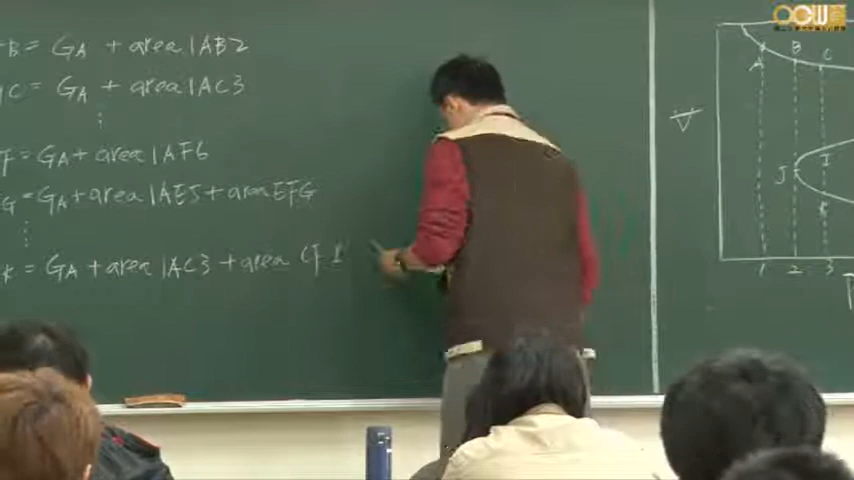 B = GA + area 1AB2
C = GA + area 1AC3
⋮
F = GA + area 1AF6
G = GA + area 1AE5 + area EFG
⋮
K = GA + area 1AC3 + area CI
V
A B C
J I
K
1 2 3
P
OCW